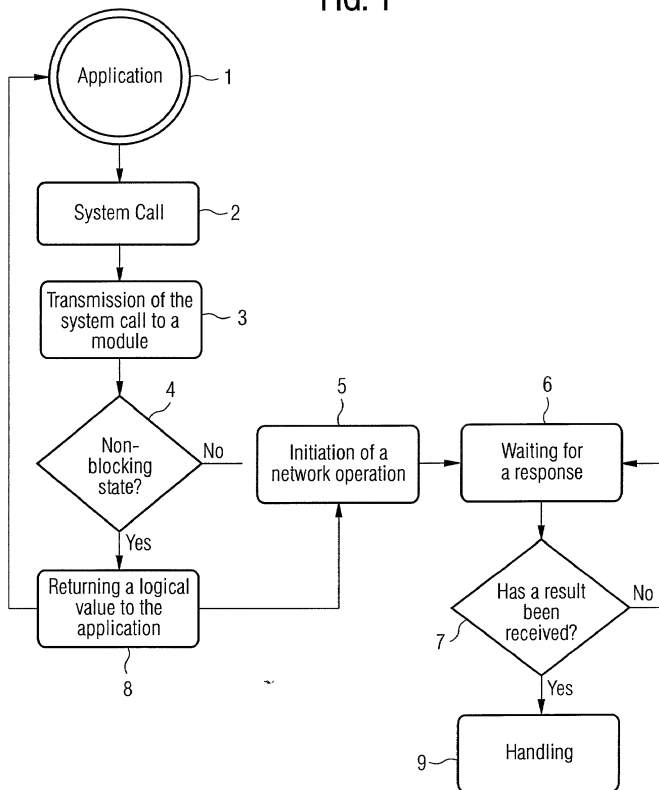 FIG. 1
Application
1
System Call
2
Transmission of the
system call to a
module
3
4
Non-
blocking
state?
No
Yes
5
Initiation of a
network operation
6
Waiting for
a response
Has a result
been
received?
7
No
Yes
Returning a logical
value to the
application
8
Handling
9